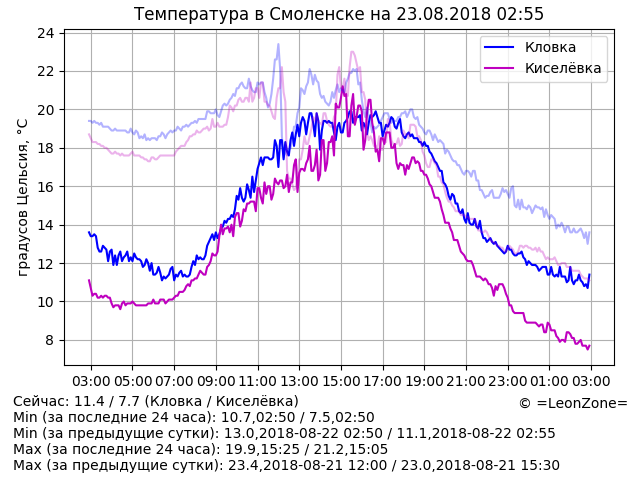 Температура в Смоленске на 23.08.2018 02:55
градусов Цельсия, °C
24
22
20
18
16
14
12
10
8
Кловка
Киселёвка
03:00 05:00 07:00 09:00 11:00 13:00 15:00 17:00 19:00 21:00 23:00 01:00 03:00
Сейчас: 11.4 / 7.7 (Кловка / Киселёвка)
© =LeonZone=
Min (за последние 24 часа): 10.7,02:50 / 7.5,02:50
Min (за предыдущие сутки): 13.0,2018-08-22 02:50 / 11.1,2018-08-22 02:55
Max (за последние 24 часа): 19.9,15:25 / 21.2,15:05
Max (за предыдущие сутки): 23.4,2018-08-21 12:00 / 23.0,2018-08-21 15:30